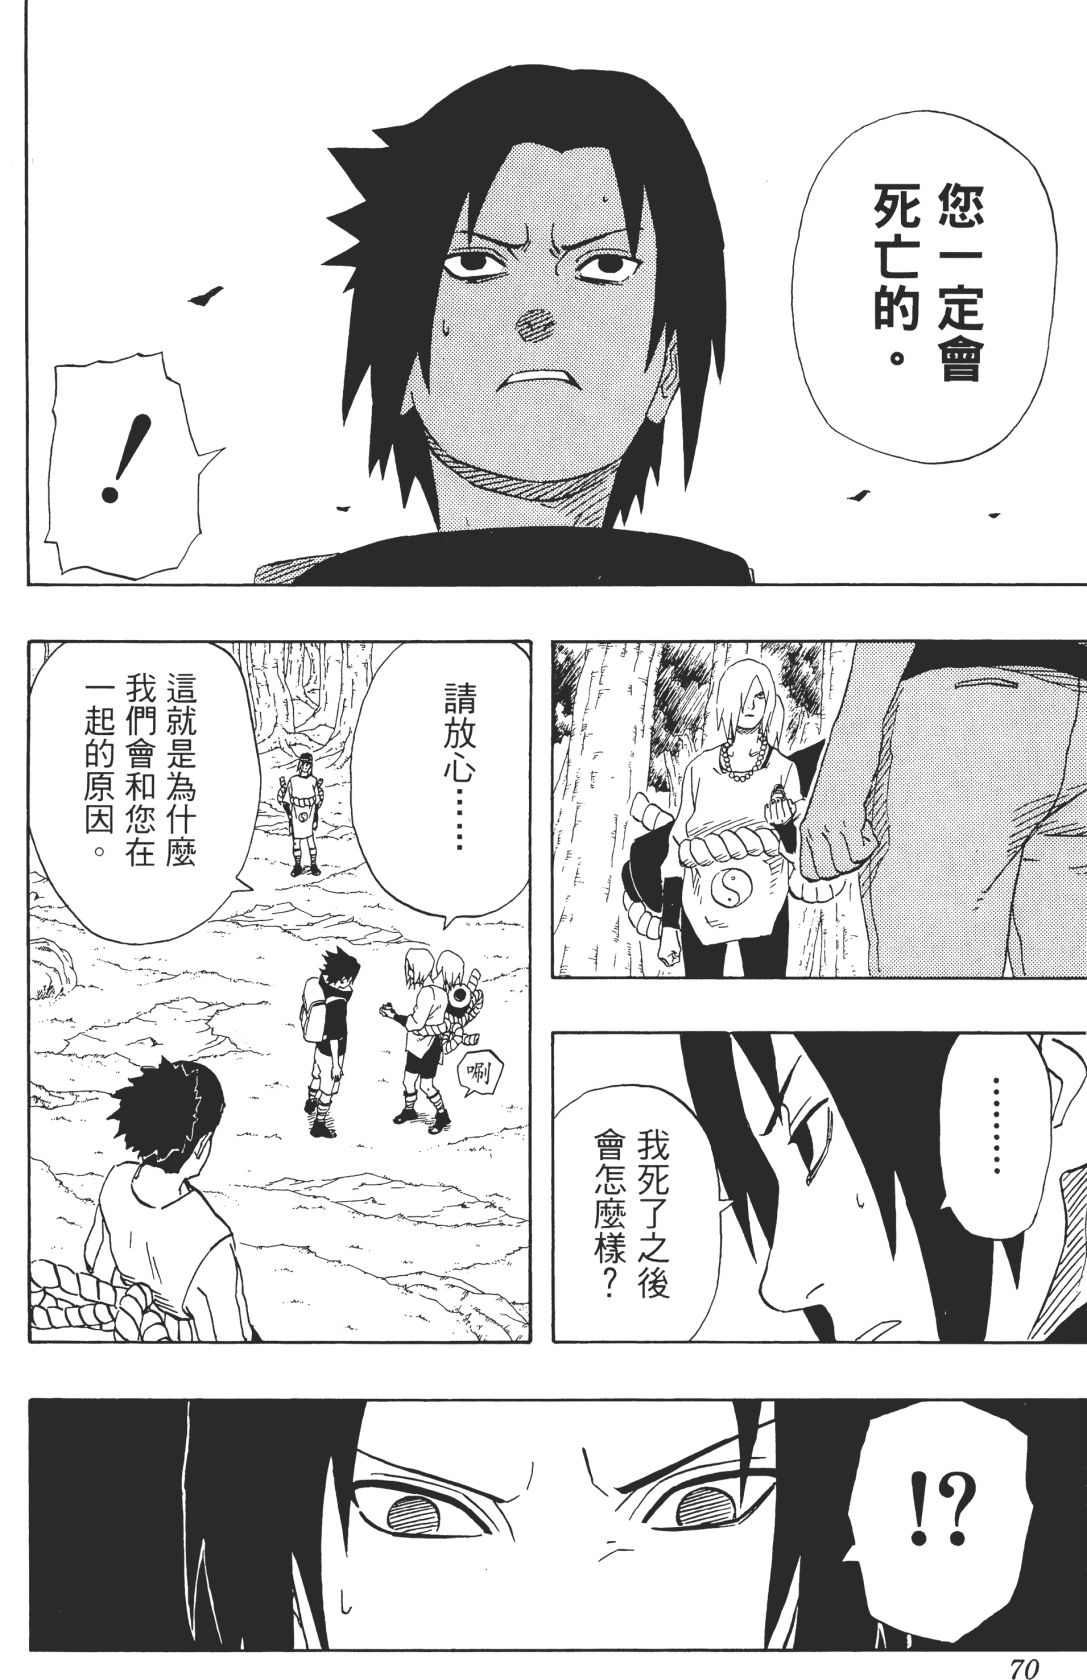 您一定會
死亡的。
！
………
我死了之後
會怎麼樣？
請放心……
這就是為什麼
我們會和您在
一起的原因。
唰
!?
70